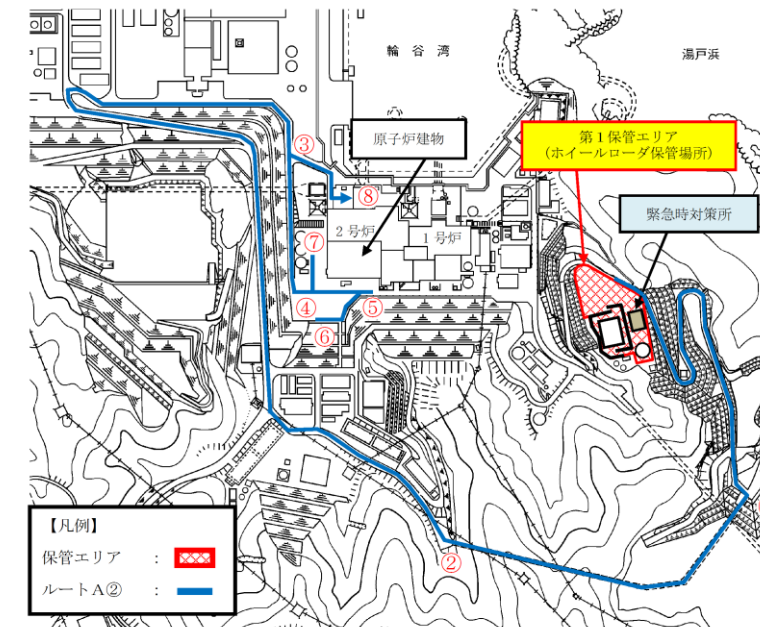 輪谷湾
湯戸浜
第1保管エリア
(ホイールローダ保管場所)
原子炉建物
③
⑧
緊急時対策所
2号炉
1号炉
⑦
④
⑤
⑥
②
【凡例】
保管エリア :
ルートA② :